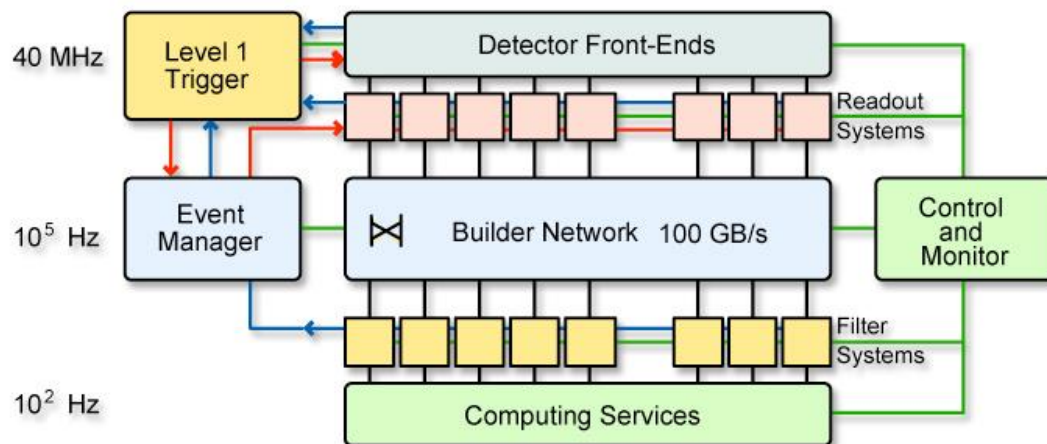 40 MHz
Level 1
Trigger
Detector Front-Ends
Readout
Systems
10⁵ Hz
Event
Manager
Builder Network 100 GB/s
Control
and
Monitor
Filter
Systems
10² Hz
Computing Services